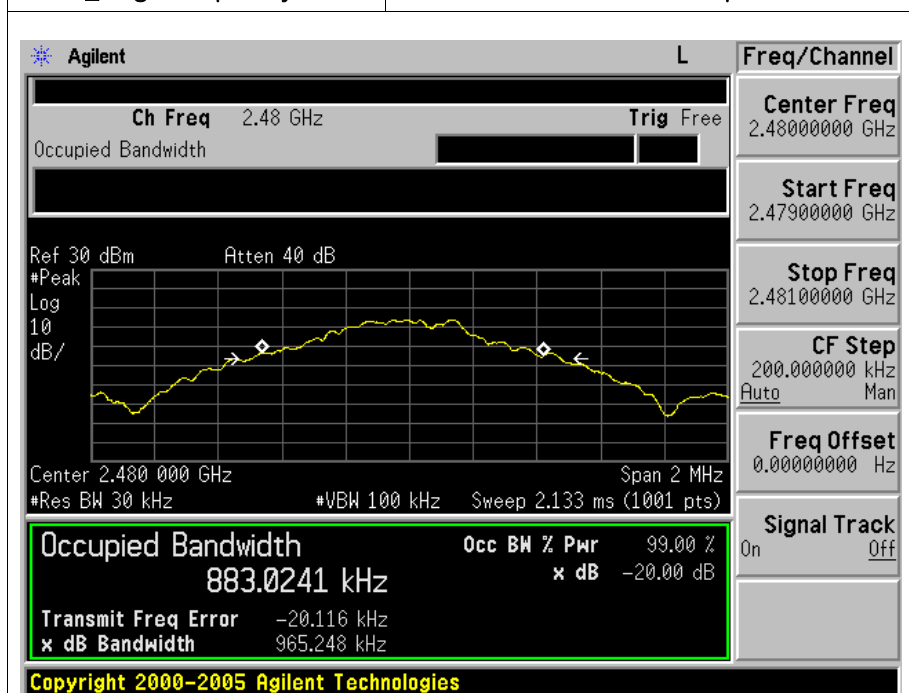 Agilent L Freq/Channel
Ch Freq 2.48 GHz Trig Free
Occupied Bandwidth
Center Freq
2.48000000 GHz
Start Freq
2.47900000 GHz
Ref 30 dBm Atten 40 dB
#Peak
Log
10
dB/
Stop Freq
2.48100000 GHz
CF Step
200.000000 kHz
Auto Man
Center 2.480 000 GHz Span 2 MHz
#Res BW 30 kHz #VBW 100 kHz Sweep 2.133 ms (1001 pts)
Freq Offset
0.00000000 Hz
Occupied Bandwidth Occ BW % Pwr 99.00 %
883.0241 kHz x dB -20.00 dB
Transmit Freq Error -20.116 kHz
x dB Bandwidth 965.248 kHz
Signal Track
On Off
Copyright 2000-2005 Agilent Technologies